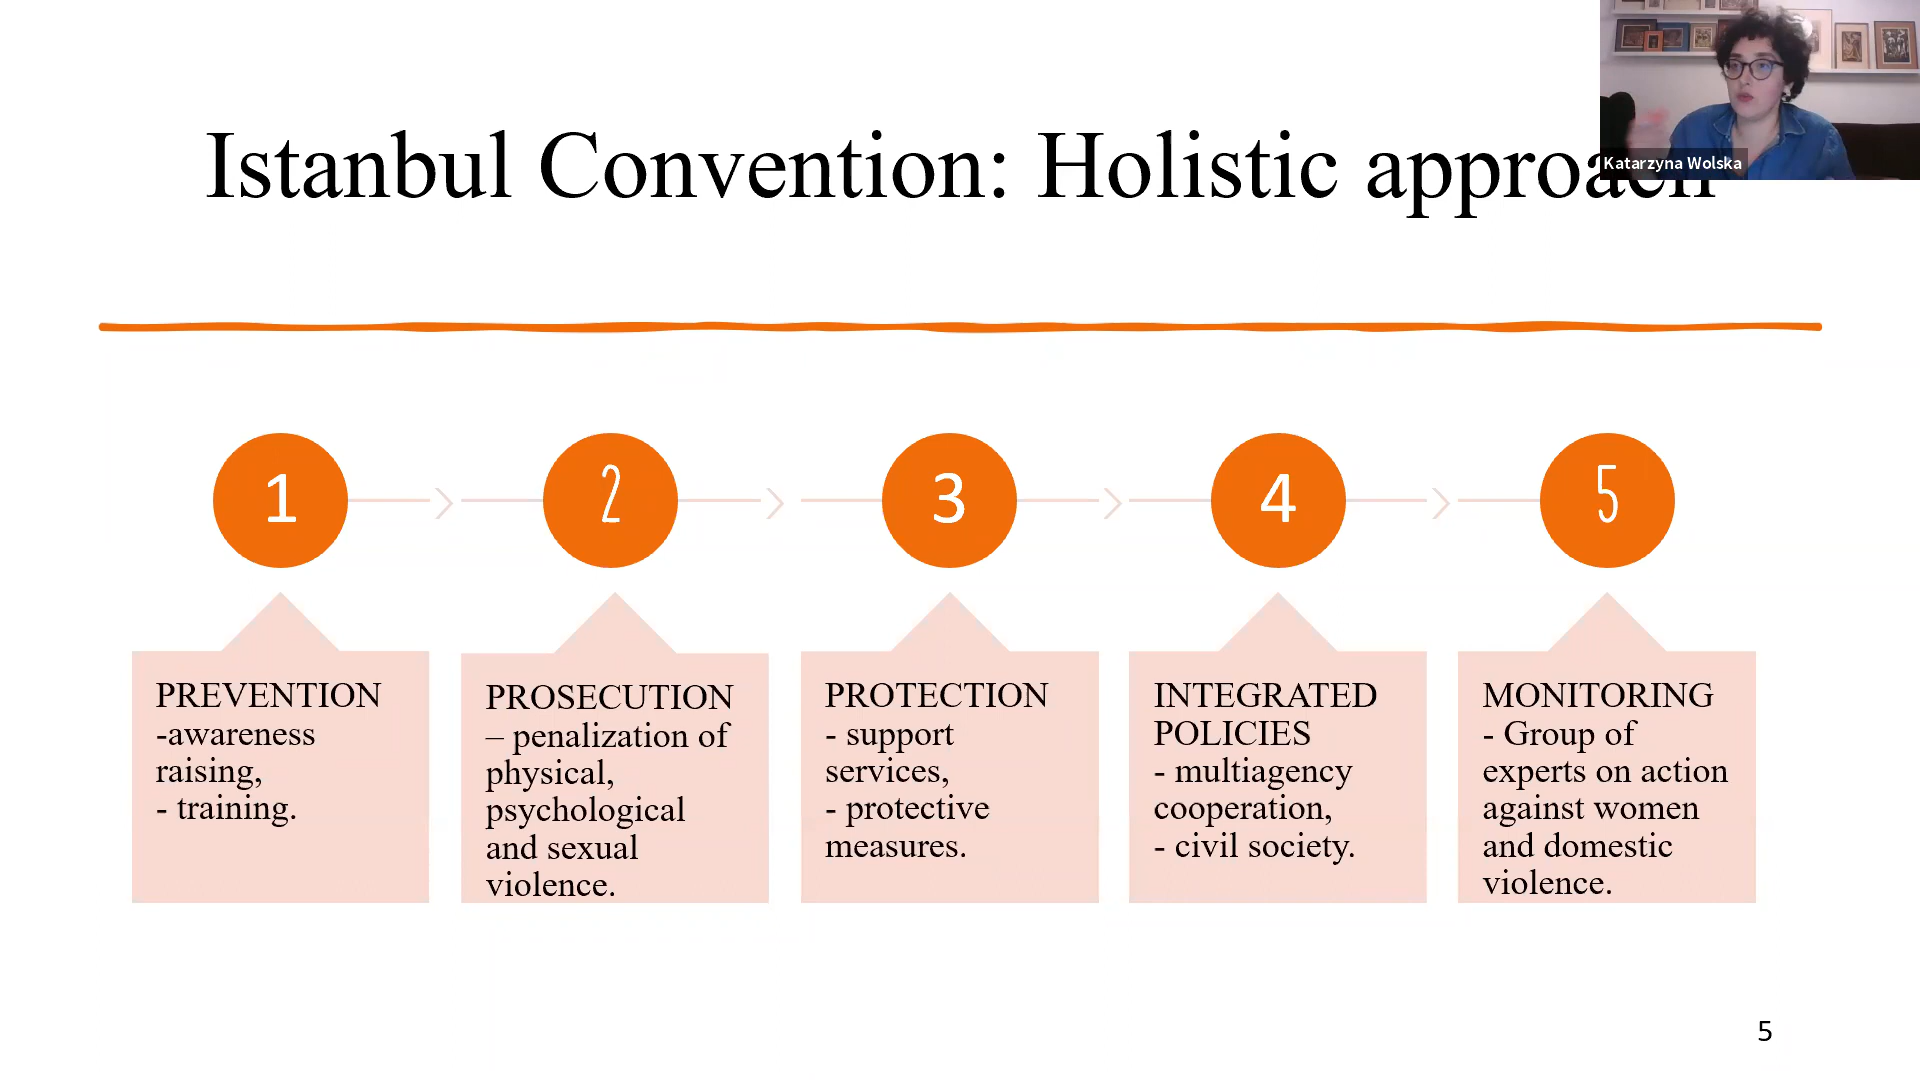 Istanbul Convention: Holistic approach
Katarzyna Wolska
1
2
3
4
5
PREVENTION
-awareness
raising,
- training.
PROSECUTION
– penalization of
physical,
psychological
and sexual
violence.
PROTECTION
- support
services,
- protective
measures.
INTEGRATED
POLICIES
- multiagency
cooperation,
- civil society.
MONITORING
- Group of
experts on action
against women
and domestic
violence.
5